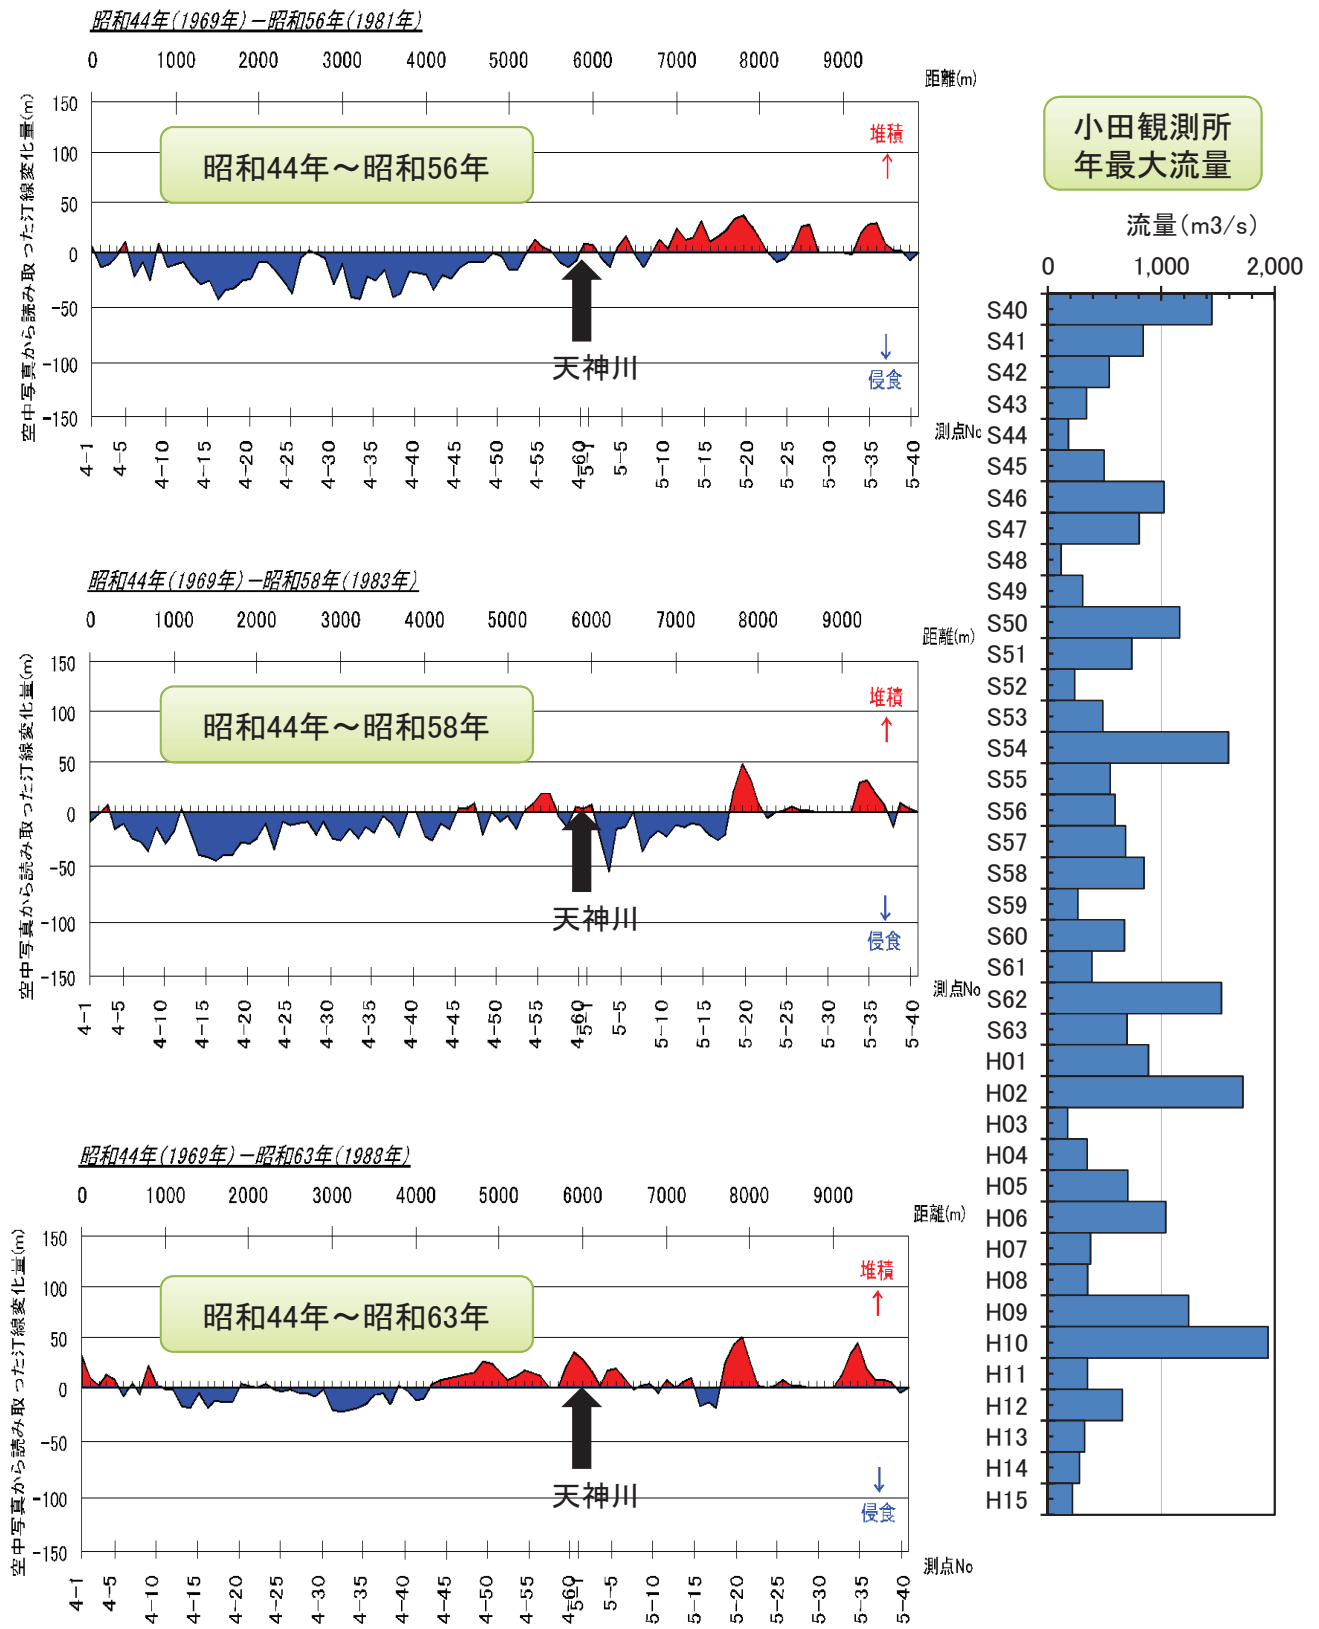 昭和44年(1969年)－昭和56年(1981年)
0 1000 2000 3000 4000 5000 6000 7000 8000 9000
距離(m)
空中写真から読み取った汀線変化量(m)
150
100
50
0
-50
-100
-150
昭和44年～昭和56年
堆積
↑
天神川
↓
侵食
測点No
4-1 4-5 4-10 4-15 4-20 4-25 4-30 4-35 4-40 4-45 4-50 4-55 4-60 5-1 5-5 5-10 5-15 5-20 5-25 5-30 5-35 5-40
昭和44年(1969年)－昭和58年(1983年)
0 1000 2000 3000 4000 5000 6000 7000 8000 9000
距離(m)
空中写真から読み取った汀線変化量(m)
150
100
50
0
-50
-100
-150
昭和44年～昭和58年
堆積
↑
天神川
↓
侵食
測点No
4-1 4-5 4-10 4-15 4-20 4-25 4-30 4-35 4-40 4-45 4-50 4-55 4-60 5-1 5-5 5-10 5-15 5-20 5-25 5-30 5-35 5-40
昭和44年(1969年)－昭和63年(1988年)
0 1000 2000 3000 4000 5000 6000 7000 8000 9000
距離(m)
空中写真から読み取った汀線変化量(m)
150
100
50
0
-50
-100
-150
昭和44年～昭和63年
堆積
↑
天神川
↓
侵食
測点No
4-1 4-5 4-10 4-15 4-20 4-25 4-30 4-35 4-40 4-45 4-50 4-55 4-60 5-1 5-5 5-10 5-15 5-20 5-25 5-30 5-35 5-40
小田観測所
年最大流量
流量(m3/s)
0 1,000 2,000
S40
S41
S42
S43
S44
S45
S46
S47
S48
S49
S50
S51
S52
S53
S54
S55
S56
S57
S58
S59
S60
S61
S62
S63
H01
H02
H03
H04
H05
H06
H07
H08
H09
H10
H11
H12
H13
H14
H15